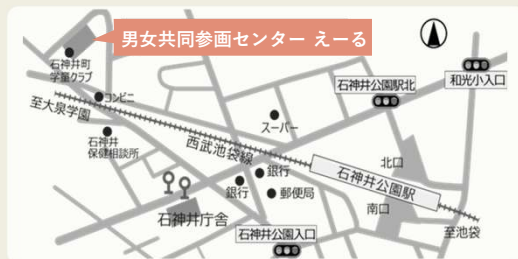 男女共同参画センター えーる
石神井町
学童クラブ
コンビニ
至大泉学園
石神井
保健相談所
スーパー
西武池袋線
石神井公園駅北
和光小入口
北口
石神井公園駅
南口
至池袋
銀行
銀行
郵便局
石神井庁舎
石神井公園入口